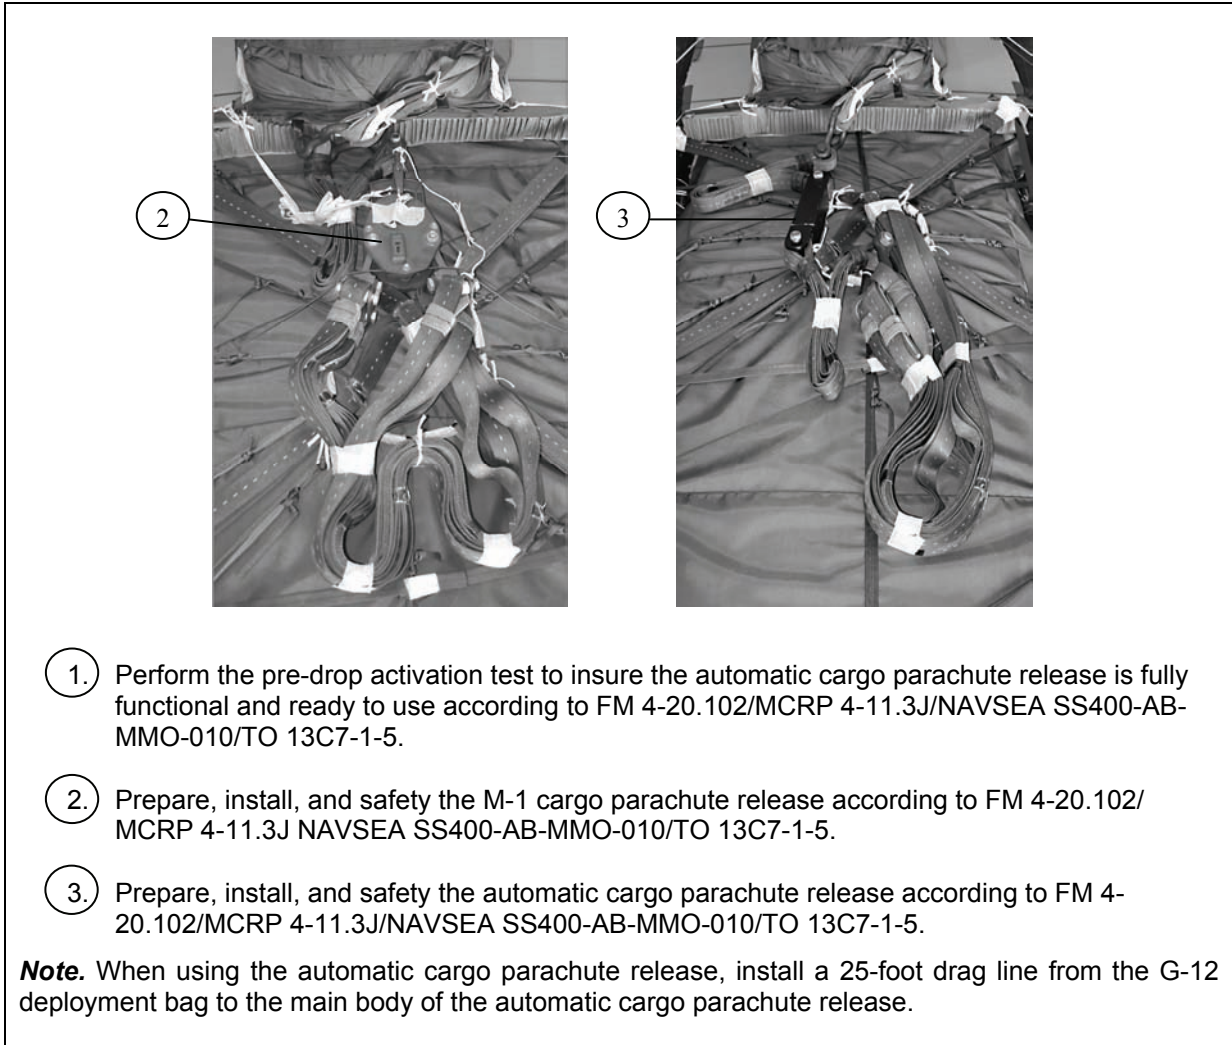 2
3
1. Perform the pre-drop activation test to insure the automatic cargo parachute release is fully
functional and ready to use according to FM 4-20.102/MCRP 4-11.3J/NAVSEA SS400-AB-
MMO-010/TO 13C7-1-5.
2. Prepare, install, and safety the M-1 cargo parachute release according to FM 4-20.102/
MCRP 4-11.3J NAVSEA SS400-AB-MMO-010/TO 13C7-1-5.
3. Prepare, install, and safety the automatic cargo parachute release according to FM 4-
20.102/MCRP 4-11.3J/NAVSEA SS400-AB-MMO-010/TO 13C7-1-5.
Note. When using the automatic cargo parachute release, install a 25-foot drag line from the G-12
deployment bag to the main body of the automatic cargo parachute release.